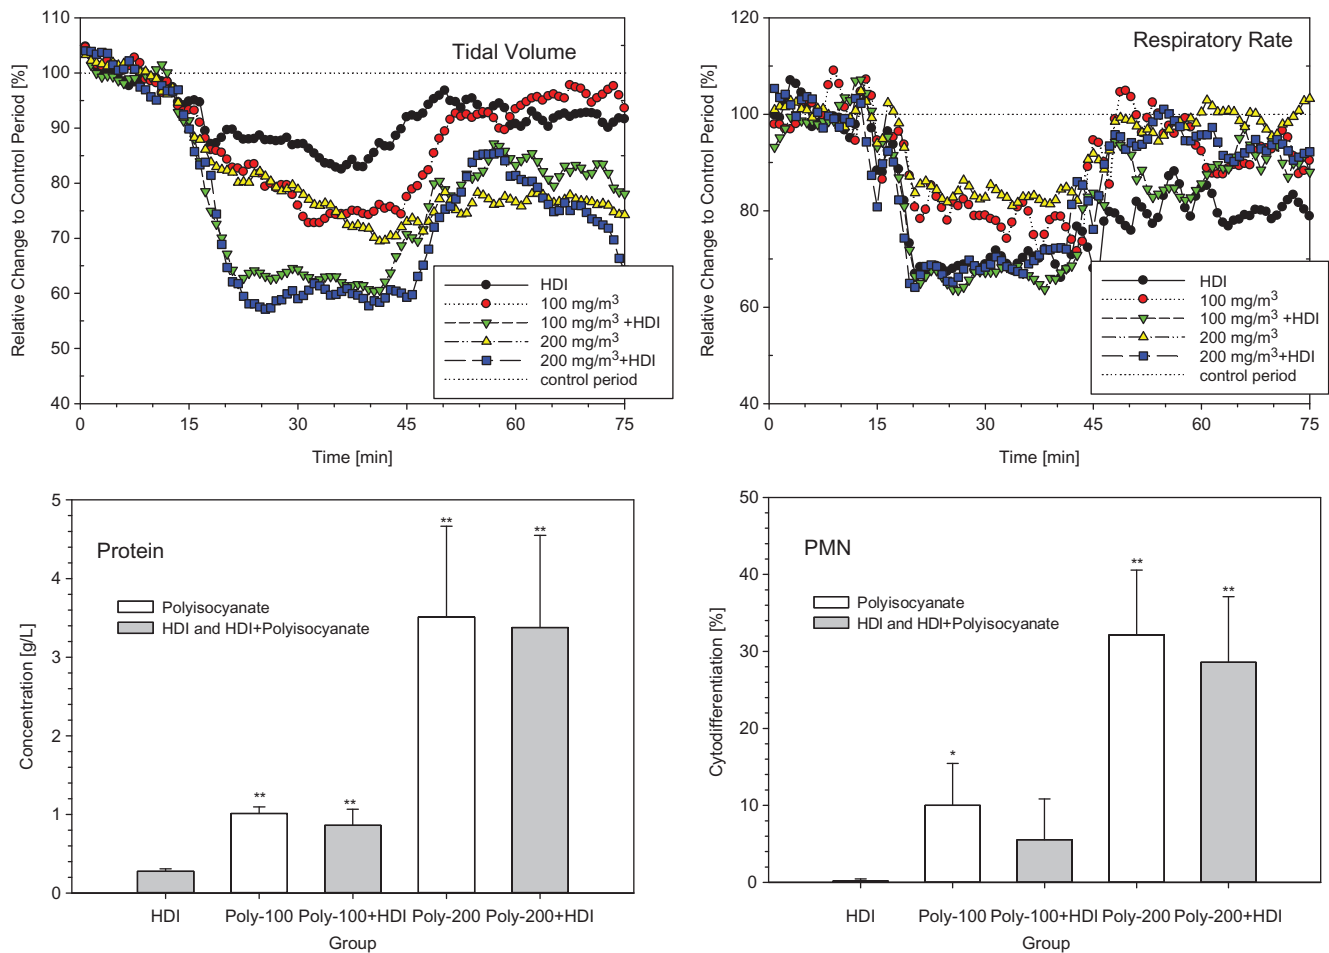 Tidal Volume
Relative Change to Control Period [%]
110
100
90
80
70
60
50
40
0
15
30
45
60
75
Time [min]
HDI
100 mg/m³
100 mg/m³ +HDI
200 mg/m³
200 mg/m³+HDI
control period
Respiratory Rate
Relative Change to Control Period [%]
120
100
80
60
40
0
15
30
45
60
75
Time [min]
HDI
100 mg/m³
100 mg/m³ +HDI
200 mg/m³
200 mg/m³+HDI
control period
Protein
Polyisocyanate
HDI and HDI+Polyisocyanate
Concentration [g/L]
5
4
3
2
1
0
**
**
**
**
HDI
Poly-100
Poly-100+HDI
Poly-200
Poly-200+HDI
Group
PMN
Polyisocyanate
HDI and HDI+Polyisocyanate
Cytodifferentiation [%]
50
40
30
20
10
0
*
**
**
HDI
Poly-100
Poly-100+HDI
Poly-200
Poly-200+HDI
Group